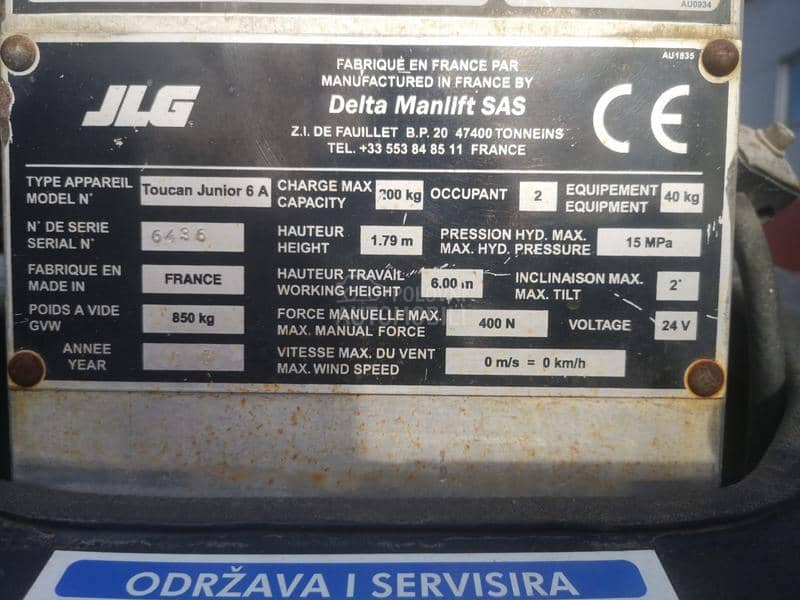 AU0934
AU1835
JLG
FABRIQUÉ EN FRANCE PAR
MANUFACTURED IN FRANCE BY
Delta Manlift SAS
Z.I. DE FAUILLET B.P. 20 47400 TONNEINS
TEL. +33 553 84 85 11 FRANCE
CE
TYPE APPAREIL
MODEL N°
Toucan Junior 6 A
CHARGE MAX
CAPACITY
200 kg
OCCUPANT
2
EQUIPEMENT
EQUIPMENT
40 kg
N° DE SERIE
SERIAL N°
6436
HAUTEUR
HEIGHT
1.79 m
PRESSION HYD. MAX.
MAX. HYD. PRESSURE
15 MPa
FABRIQUE EN
MADE IN
FRANCE
HAUTEUR TRAVAIL
WORKING HEIGHT
6.00 m
INCLINAISON MAX.
MAX. TILT
2°
POIDS A VIDE
GVW
850 kg
FORCE MANUELLE MAX.
MAX. MANUAL FORCE
400 N
VOLTAGE
24 V
ANNEE
YEAR
VITESSE MAX. DU VENT
MAX. WIND SPEED
0 m/s = 0 km/h
ODRŽAVA I SERVISIRA